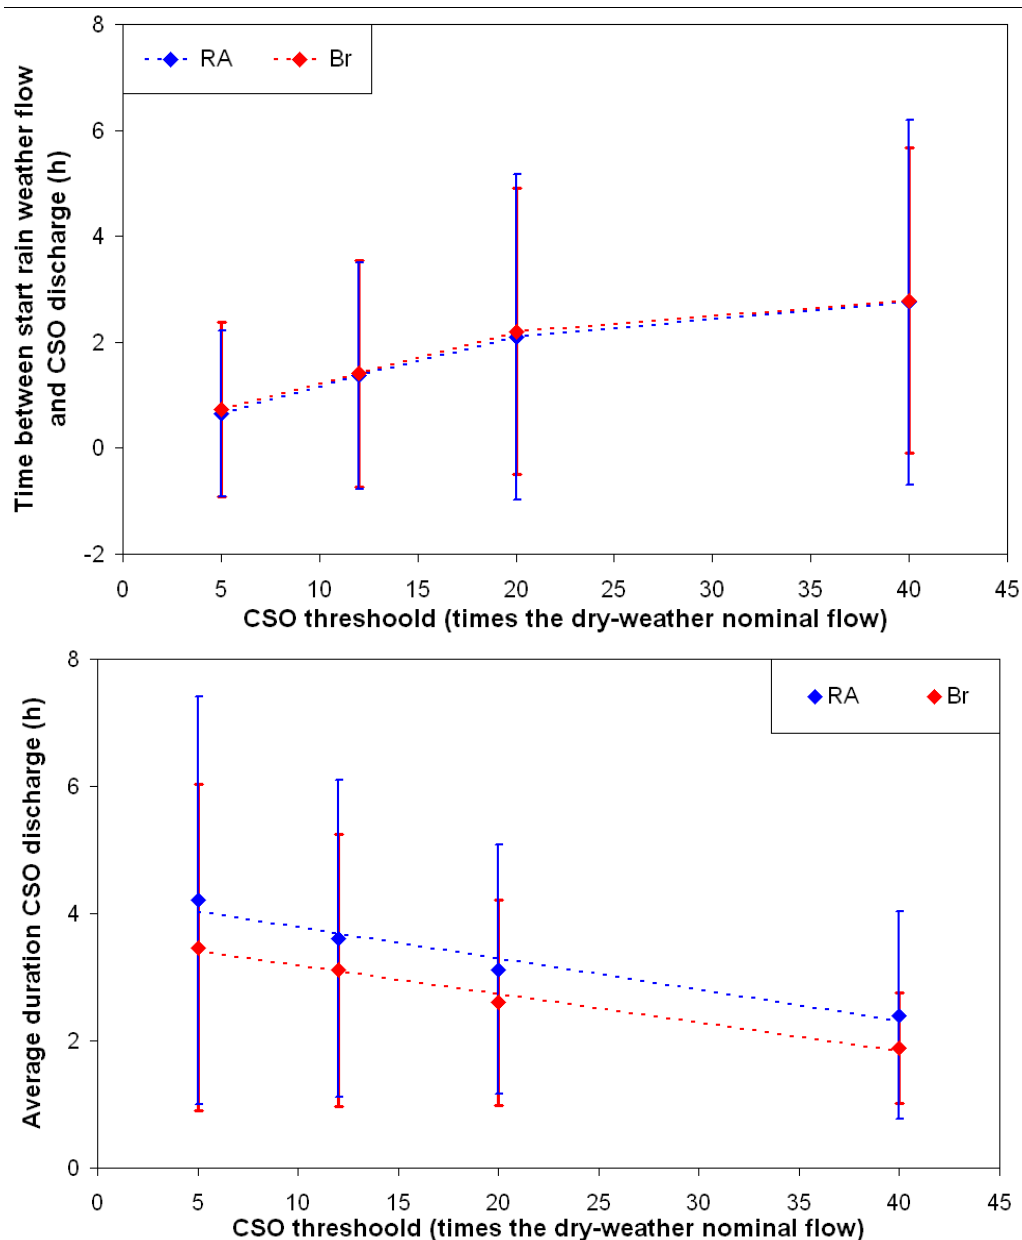 8
RA
Br
6
4
2
0
-2
0 5 10 15 20 25 30 35 40 45
Time between start rain weather flow
and CSO discharge (h)
CSO threshoold (times the dry-weather nominal flow)
8
RA
Br
6
4
2
0
0 5 10 15 20 25 30 35 40 45
Average duration CSO discharge (h)
CSO threshoold (times the dry-weather nominal flow)